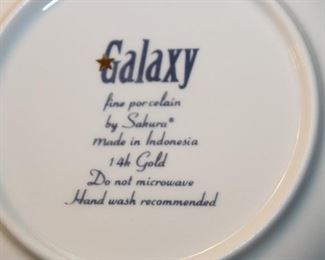 Galaxy
fine porcelain
by Sakura®
made in Indonesia
14k Gold
Do not microwave
Hand wash recommended